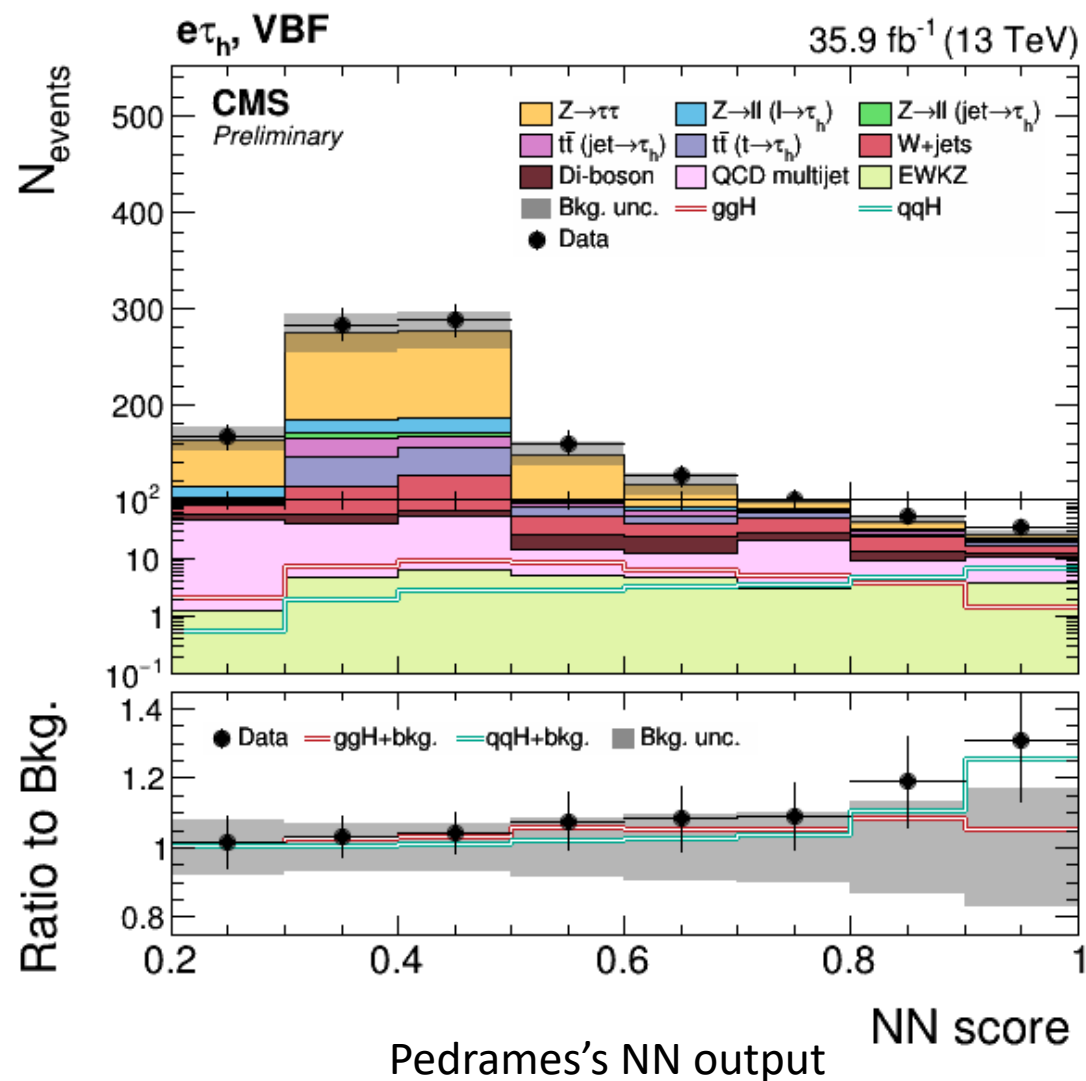 eτₕ, VBF 35.9 fb⁻¹ (13 TeV)
CMS
Preliminary
Z→ττ Z→ll (l→τₕ) Z→ll (jet→τₕ)
tt̄ (jet→τₕ) tt̄ (t→τₕ) W+jets
Di-boson QCD multijet EWKZ
Bkg. unc. ggH qqH
Data
N_events
500
400
300
200
10²
10
1
10⁻¹
Data ggH+bkg. qqH+bkg. Bkg. unc.
Ratio to Bkg.
1.4
1.2
1
0.8
0.2 0.4 0.6 0.8 1
NN score
Pedrames's NN output